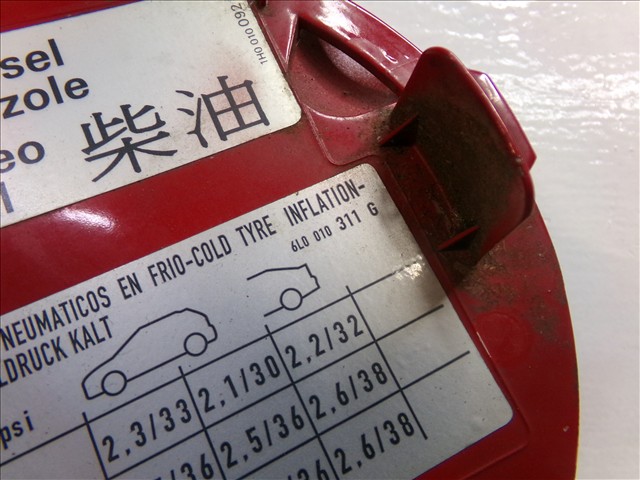 1H0 010 092
sel
zole
eo
柴油
NEUMATICOS EN FRIO-COLD TYRE INFLATION-
6L0 010 311 G
LDRUCK KALT
psi
2,3/33 2,1/30 2,2/32
/36 2,5/36 2,6/38
/36 2,6/38